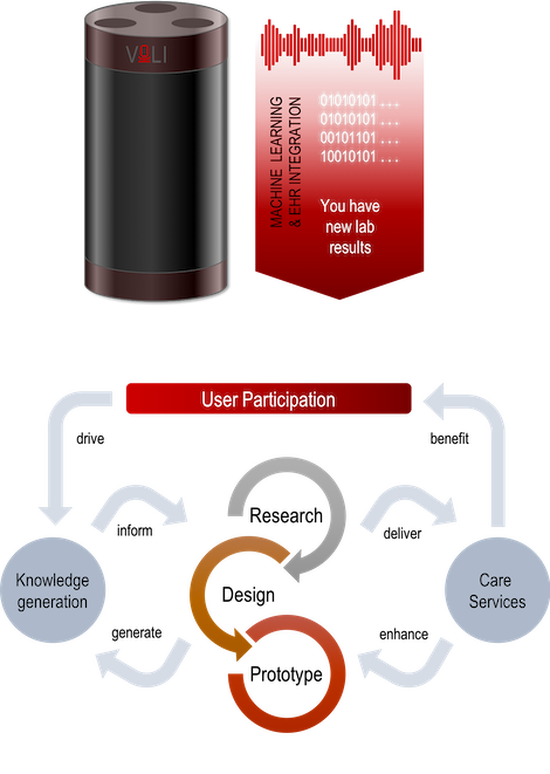 VOLI
MACHINE LEARNING
& EHR INTEGRATION
01010101 ...
01010101 ...
00101101 ...
10010101 ...
You have
new lab
results
User Participation
drive
benefit
inform
Research
deliver
Knowledge
generation
Design
Care
Services
generate
enhance
Prototype